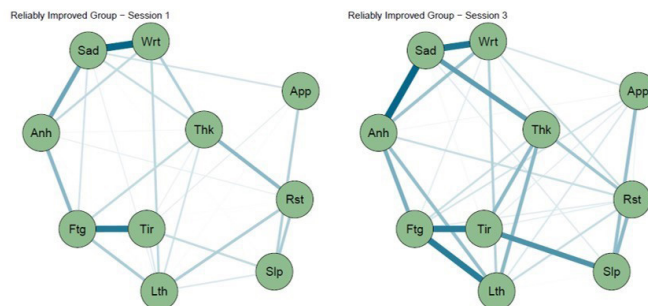 Reliably Improved Group − Session 1
Sad
Wrt
App
Anh
Thk
Rst
Ftg
Tir
Slp
Lth
Reliably Improved Group − Session 3
Sad
Wrt
App
Anh
Thk
Rst
Ftg
Tir
Slp
Lth